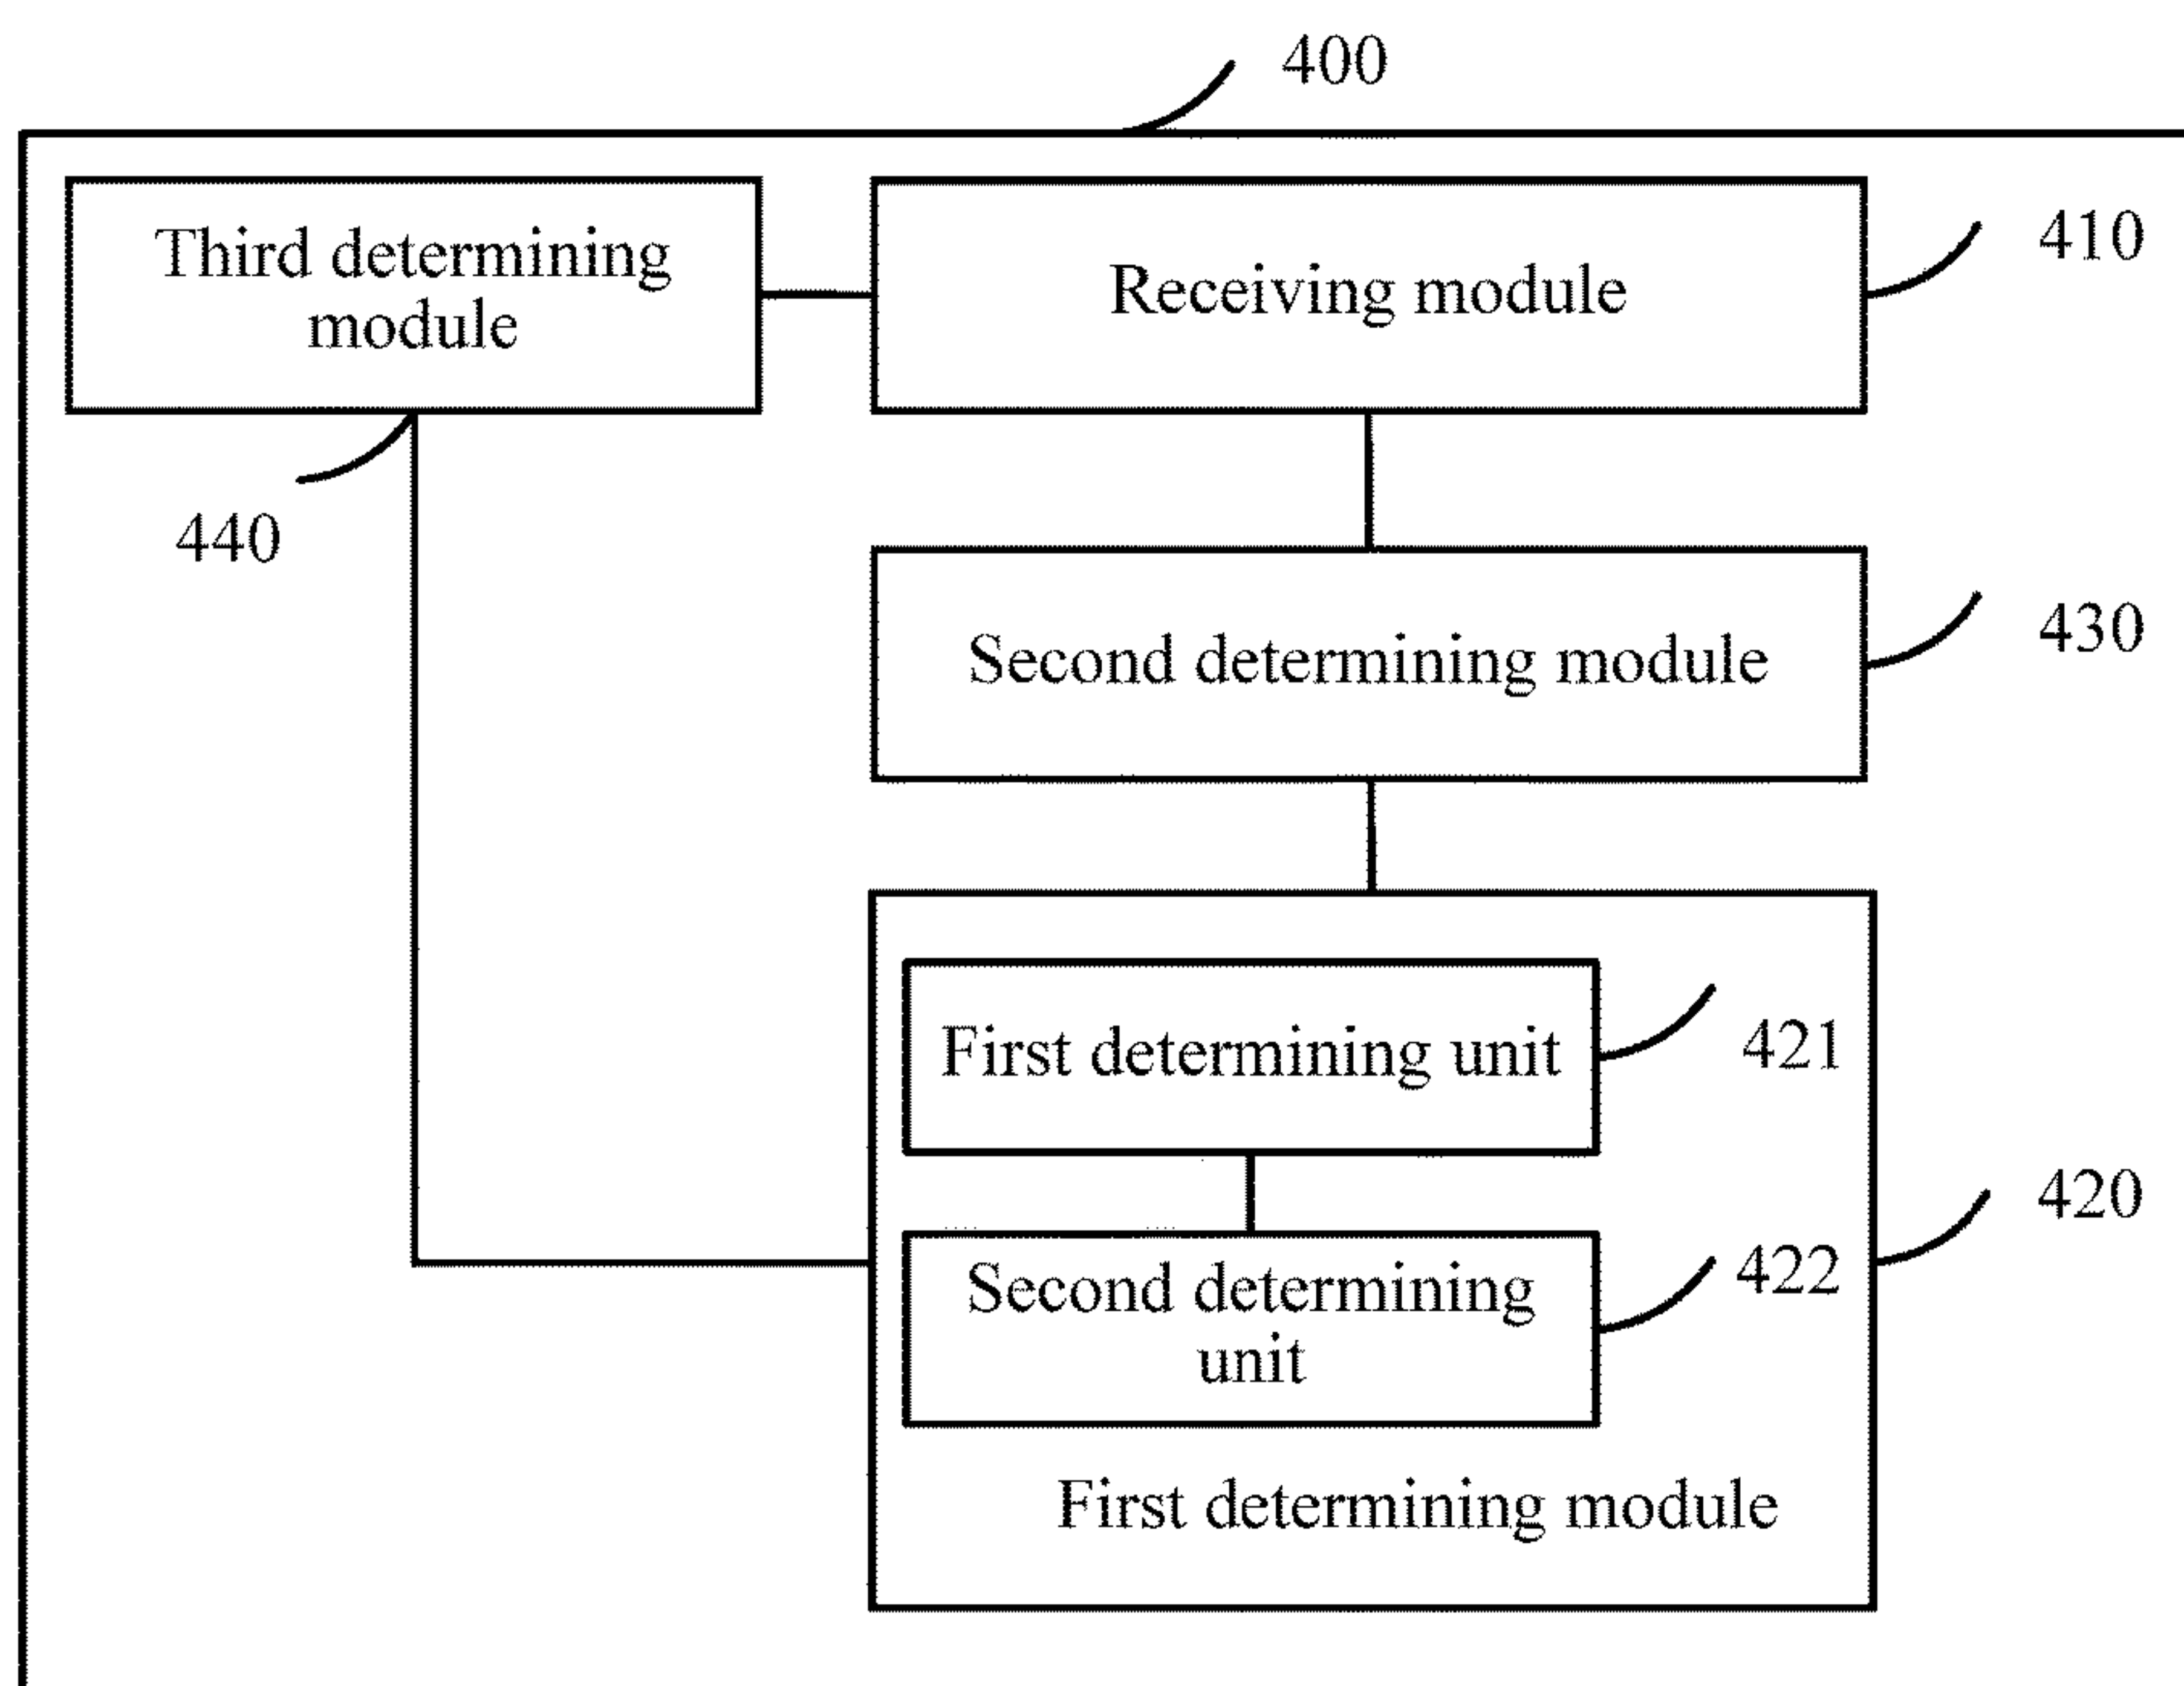 400
Third determining
module
Receiving module
410
440
Second determining module
430
First determining unit
421
420
Second determining
unit
422
First determining module